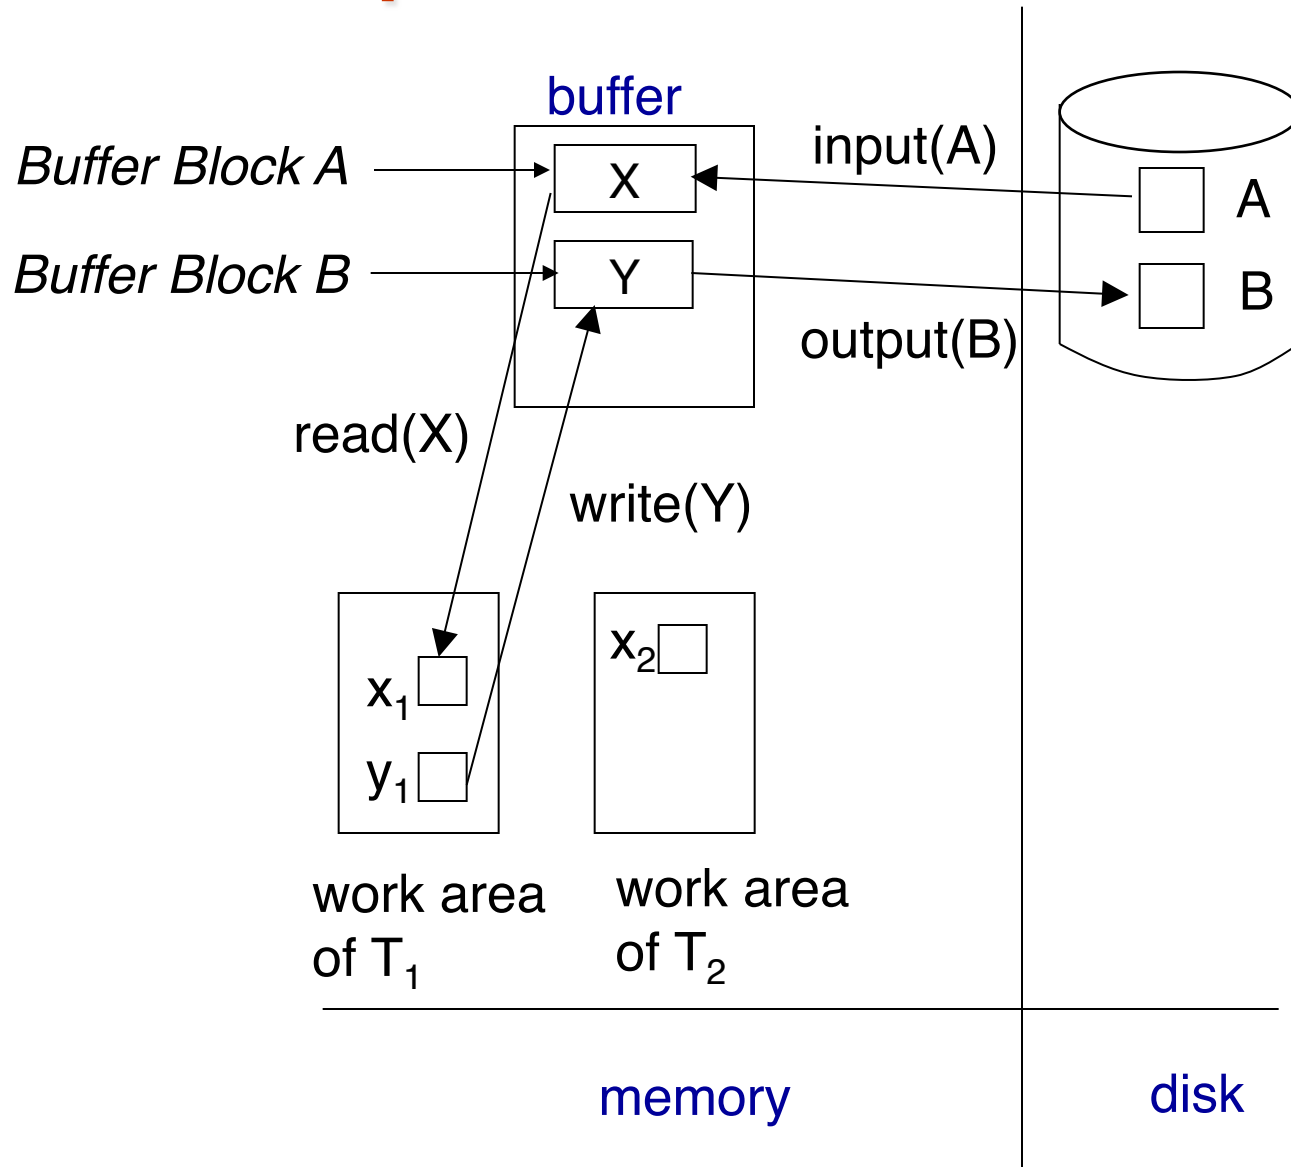 buffer
Buffer Block A
X
input(A)
A
Buffer Block B
Y
B
output(B)
read(X)
write(Y)
x₁
y₁
x₂
work area
of T₁
work area
of T₂
memory
disk